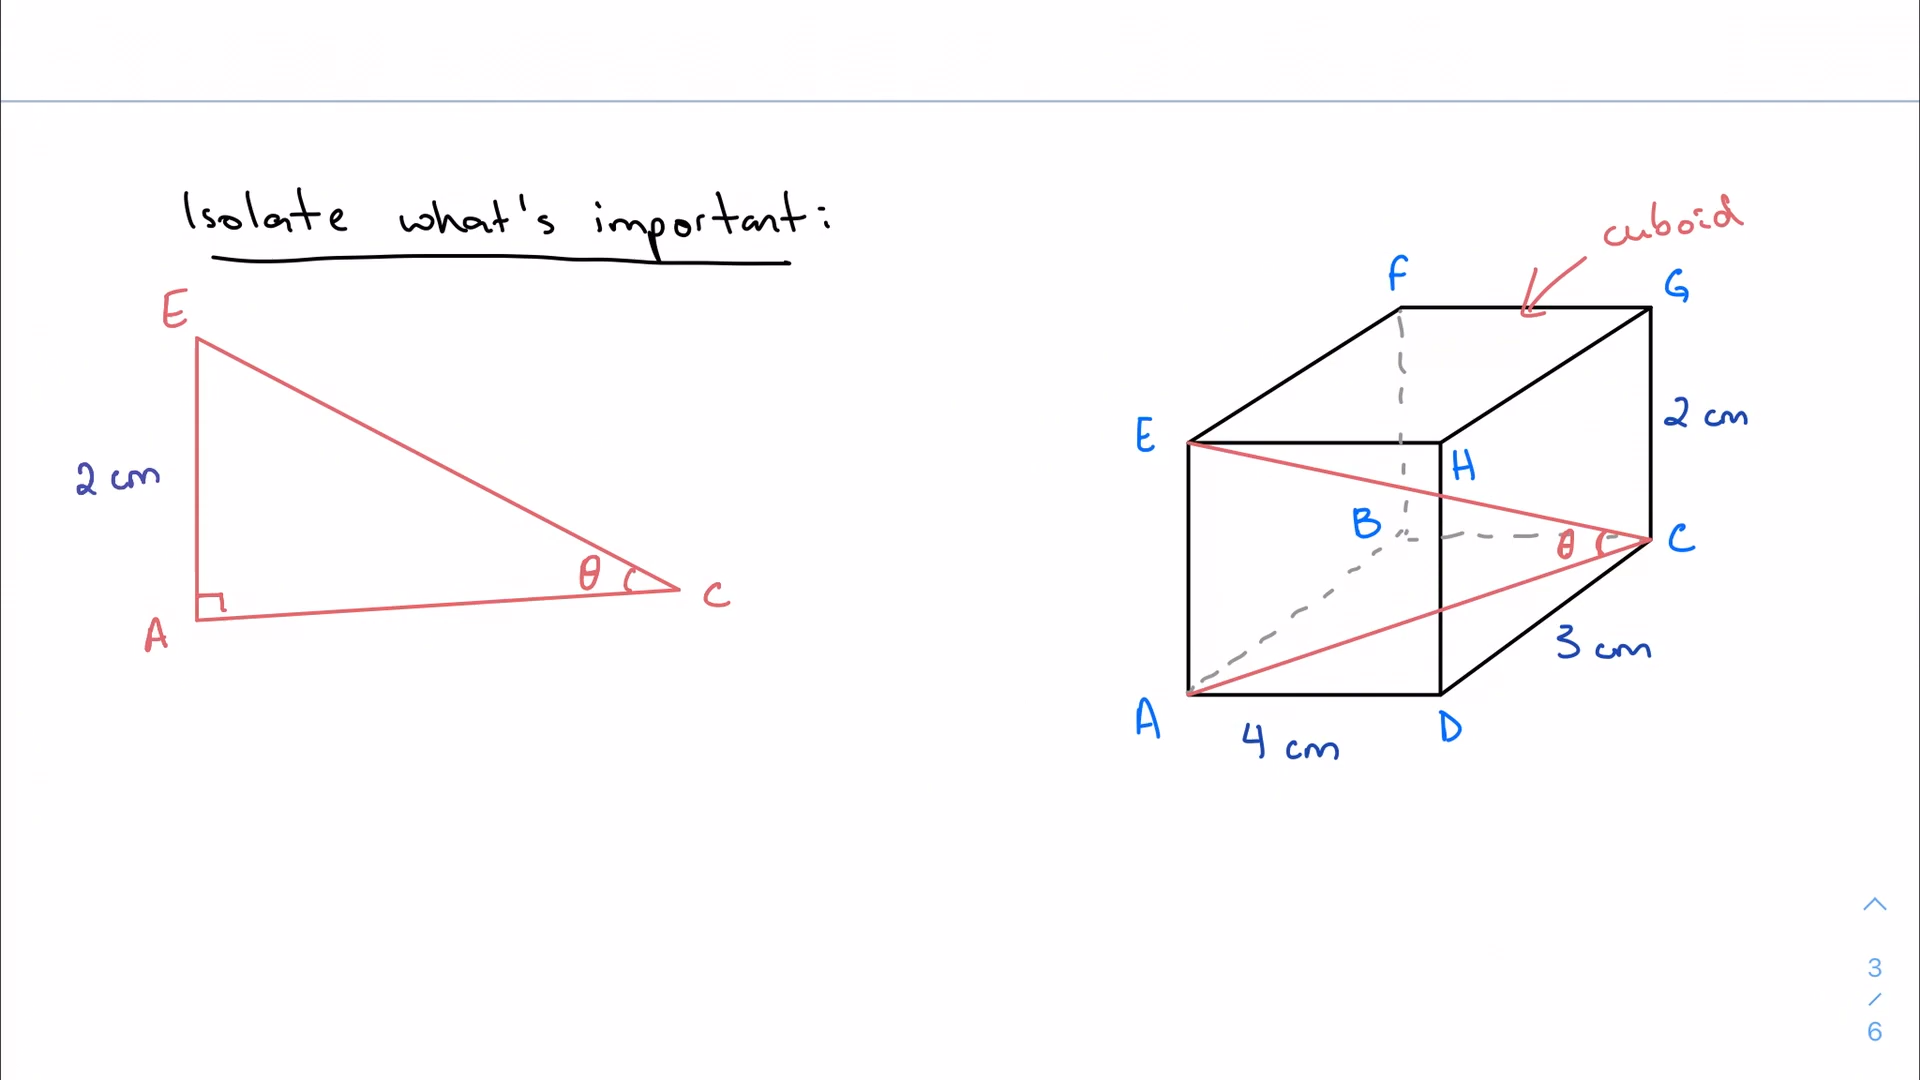 Isolate what's important:
E
2 cm
θ
C
A
cuboid
F
G
2 cm
E
H
B
θ
C
3 cm
A
D
4 cm
3
/
6